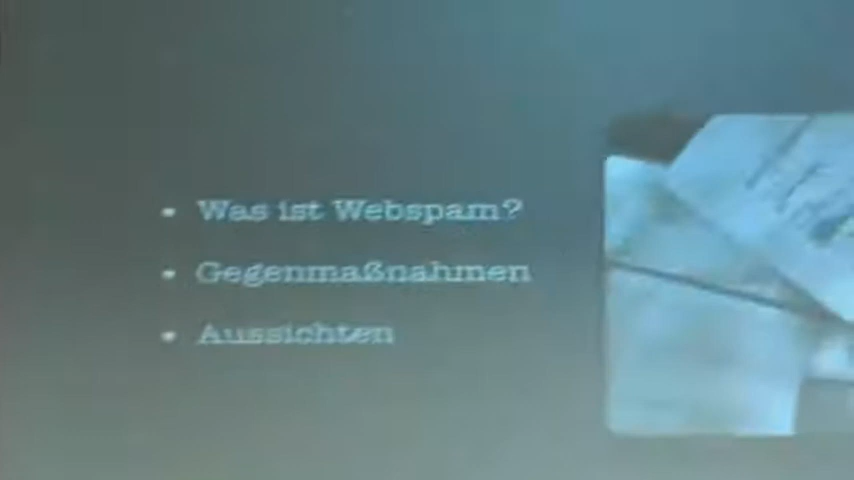 • Was ist Webspam?
• Gegenmaßnahmen
• Aussichten